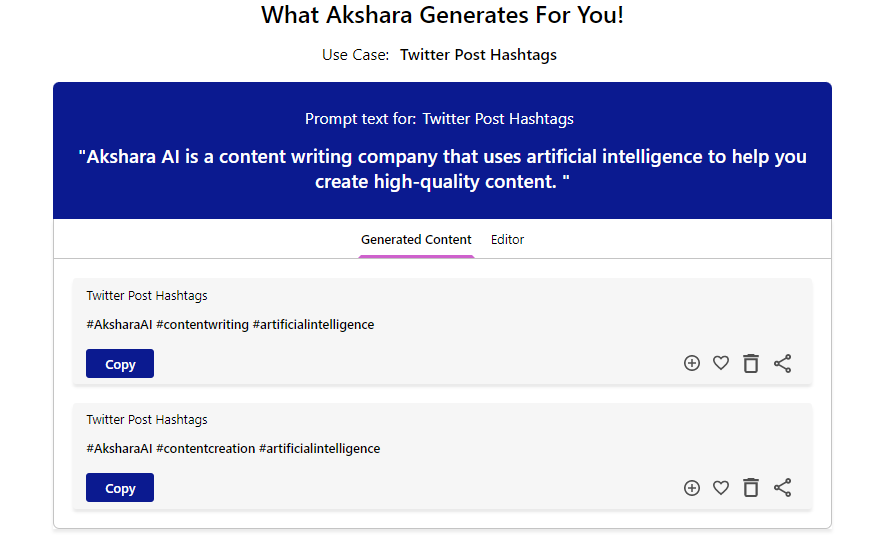 What Akshara Generates For You!
Use Case: Twitter Post Hashtags
Prompt text for: Twitter Post Hashtags
"Akshara AI is a content writing company that uses artificial intelligence to help you
create high-quality content. "
Generated Content Editor
Twitter Post Hashtags
#AksharaAI #contentwriting #artificialintelligence
Copy
Twitter Post Hashtags
#AksharaAI #contentcreation #artificialintelligence
Copy